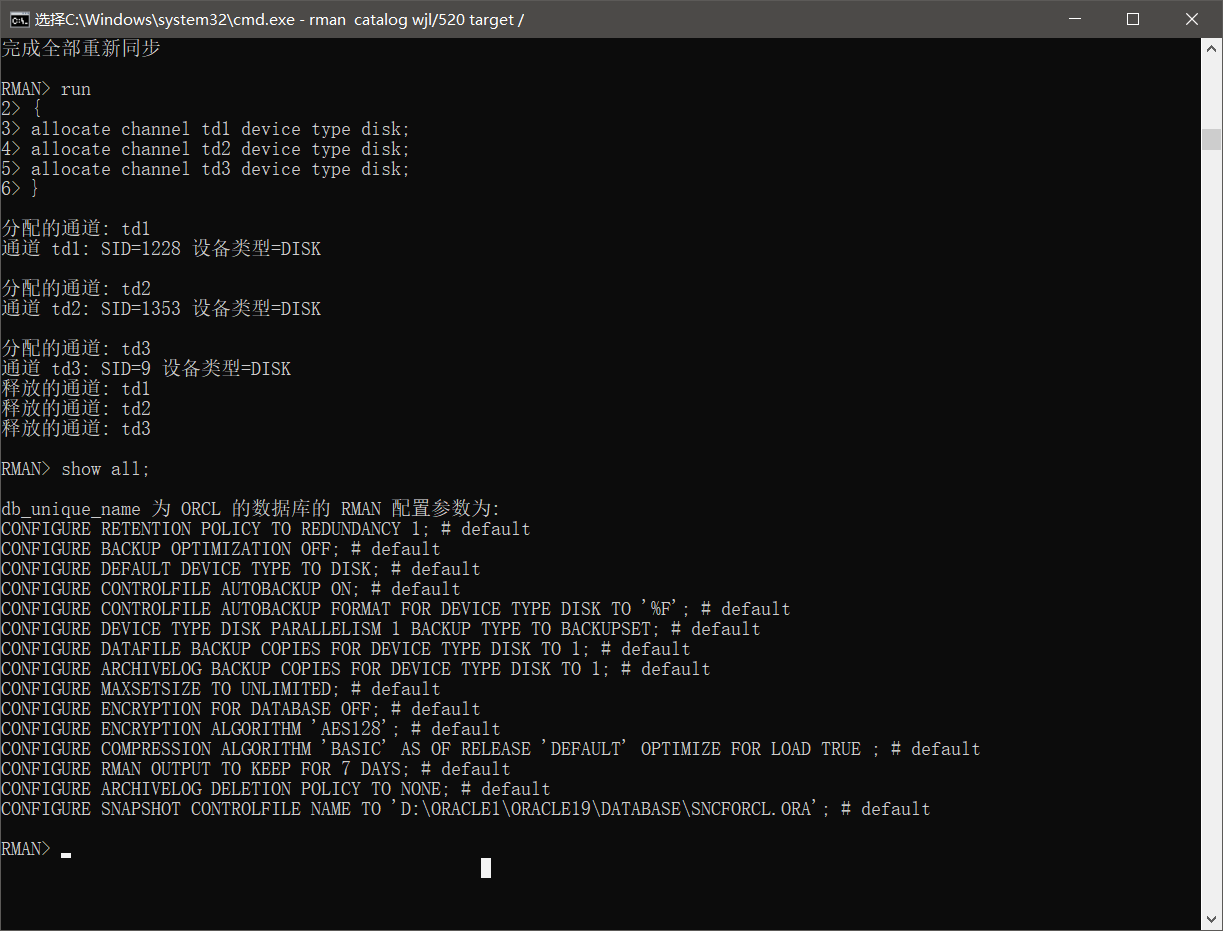 选择C:\Windows\system32\cmd.exe - rman  catalog wjl/520 target /
完成全部重新同步
RMAN> run
2> {
3> allocate channel td1 device type disk;
4> allocate channel td2 device type disk;
5> allocate channel td3 device type disk;
6> }
分配的通道: td1
通道 td1: SID=1228 设备类型=DISK
分配的通道: td2
通道 td2: SID=1353 设备类型=DISK
分配的通道: td3
通道 td3: SID=9 设备类型=DISK
释放的通道: td1
释放的通道: td2
释放的通道: td3
RMAN> show all;
db_unique_name 为 ORCL 的数据库的 RMAN 配置参数为:
CONFIGURE RETENTION POLICY TO REDUNDANCY 1; # default
CONFIGURE BACKUP OPTIMIZATION OFF; # default
CONFIGURE DEFAULT DEVICE TYPE TO DISK; # default
CONFIGURE CONTROLFILE AUTOBACKUP ON; # default
CONFIGURE CONTROLFILE AUTOBACKUP FORMAT FOR DEVICE TYPE DISK TO '%F'; # default
CONFIGURE DEVICE TYPE DISK PARALLELISM 1 BACKUP TYPE TO BACKUPSET; # default
CONFIGURE DATAFILE BACKUP COPIES FOR DEVICE TYPE DISK TO 1; # default
CONFIGURE ARCHIVELOG BACKUP COPIES FOR DEVICE TYPE DISK TO 1; # default
CONFIGURE MAXSETSIZE TO UNLIMITED; # default
CONFIGURE ENCRYPTION FOR DATABASE OFF; # default
CONFIGURE ENCRYPTION ALGORITHM 'AES128'; # default
CONFIGURE COMPRESSION ALGORITHM 'BASIC' AS OF RELEASE 'DEFAULT' OPTIMIZE FOR LOAD TRUE ; # default
CONFIGURE RMAN OUTPUT TO KEEP FOR 7 DAYS; # default
CONFIGURE ARCHIVELOG DELETION POLICY TO NONE; # default
CONFIGURE SNAPSHOT CONTROLFILE NAME TO 'D:\ORACLE1\ORACLE19\DATABASE\SNCFORCL.ORA'; # default
RMAN>